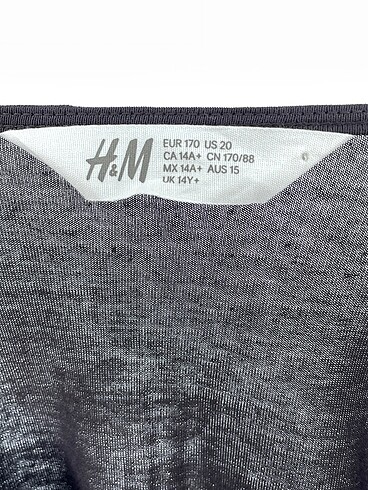 H&M
EUR 170 US 20
CA 14A+ CN 170/88
MX 14A+ AUS 15
UK 14Y+